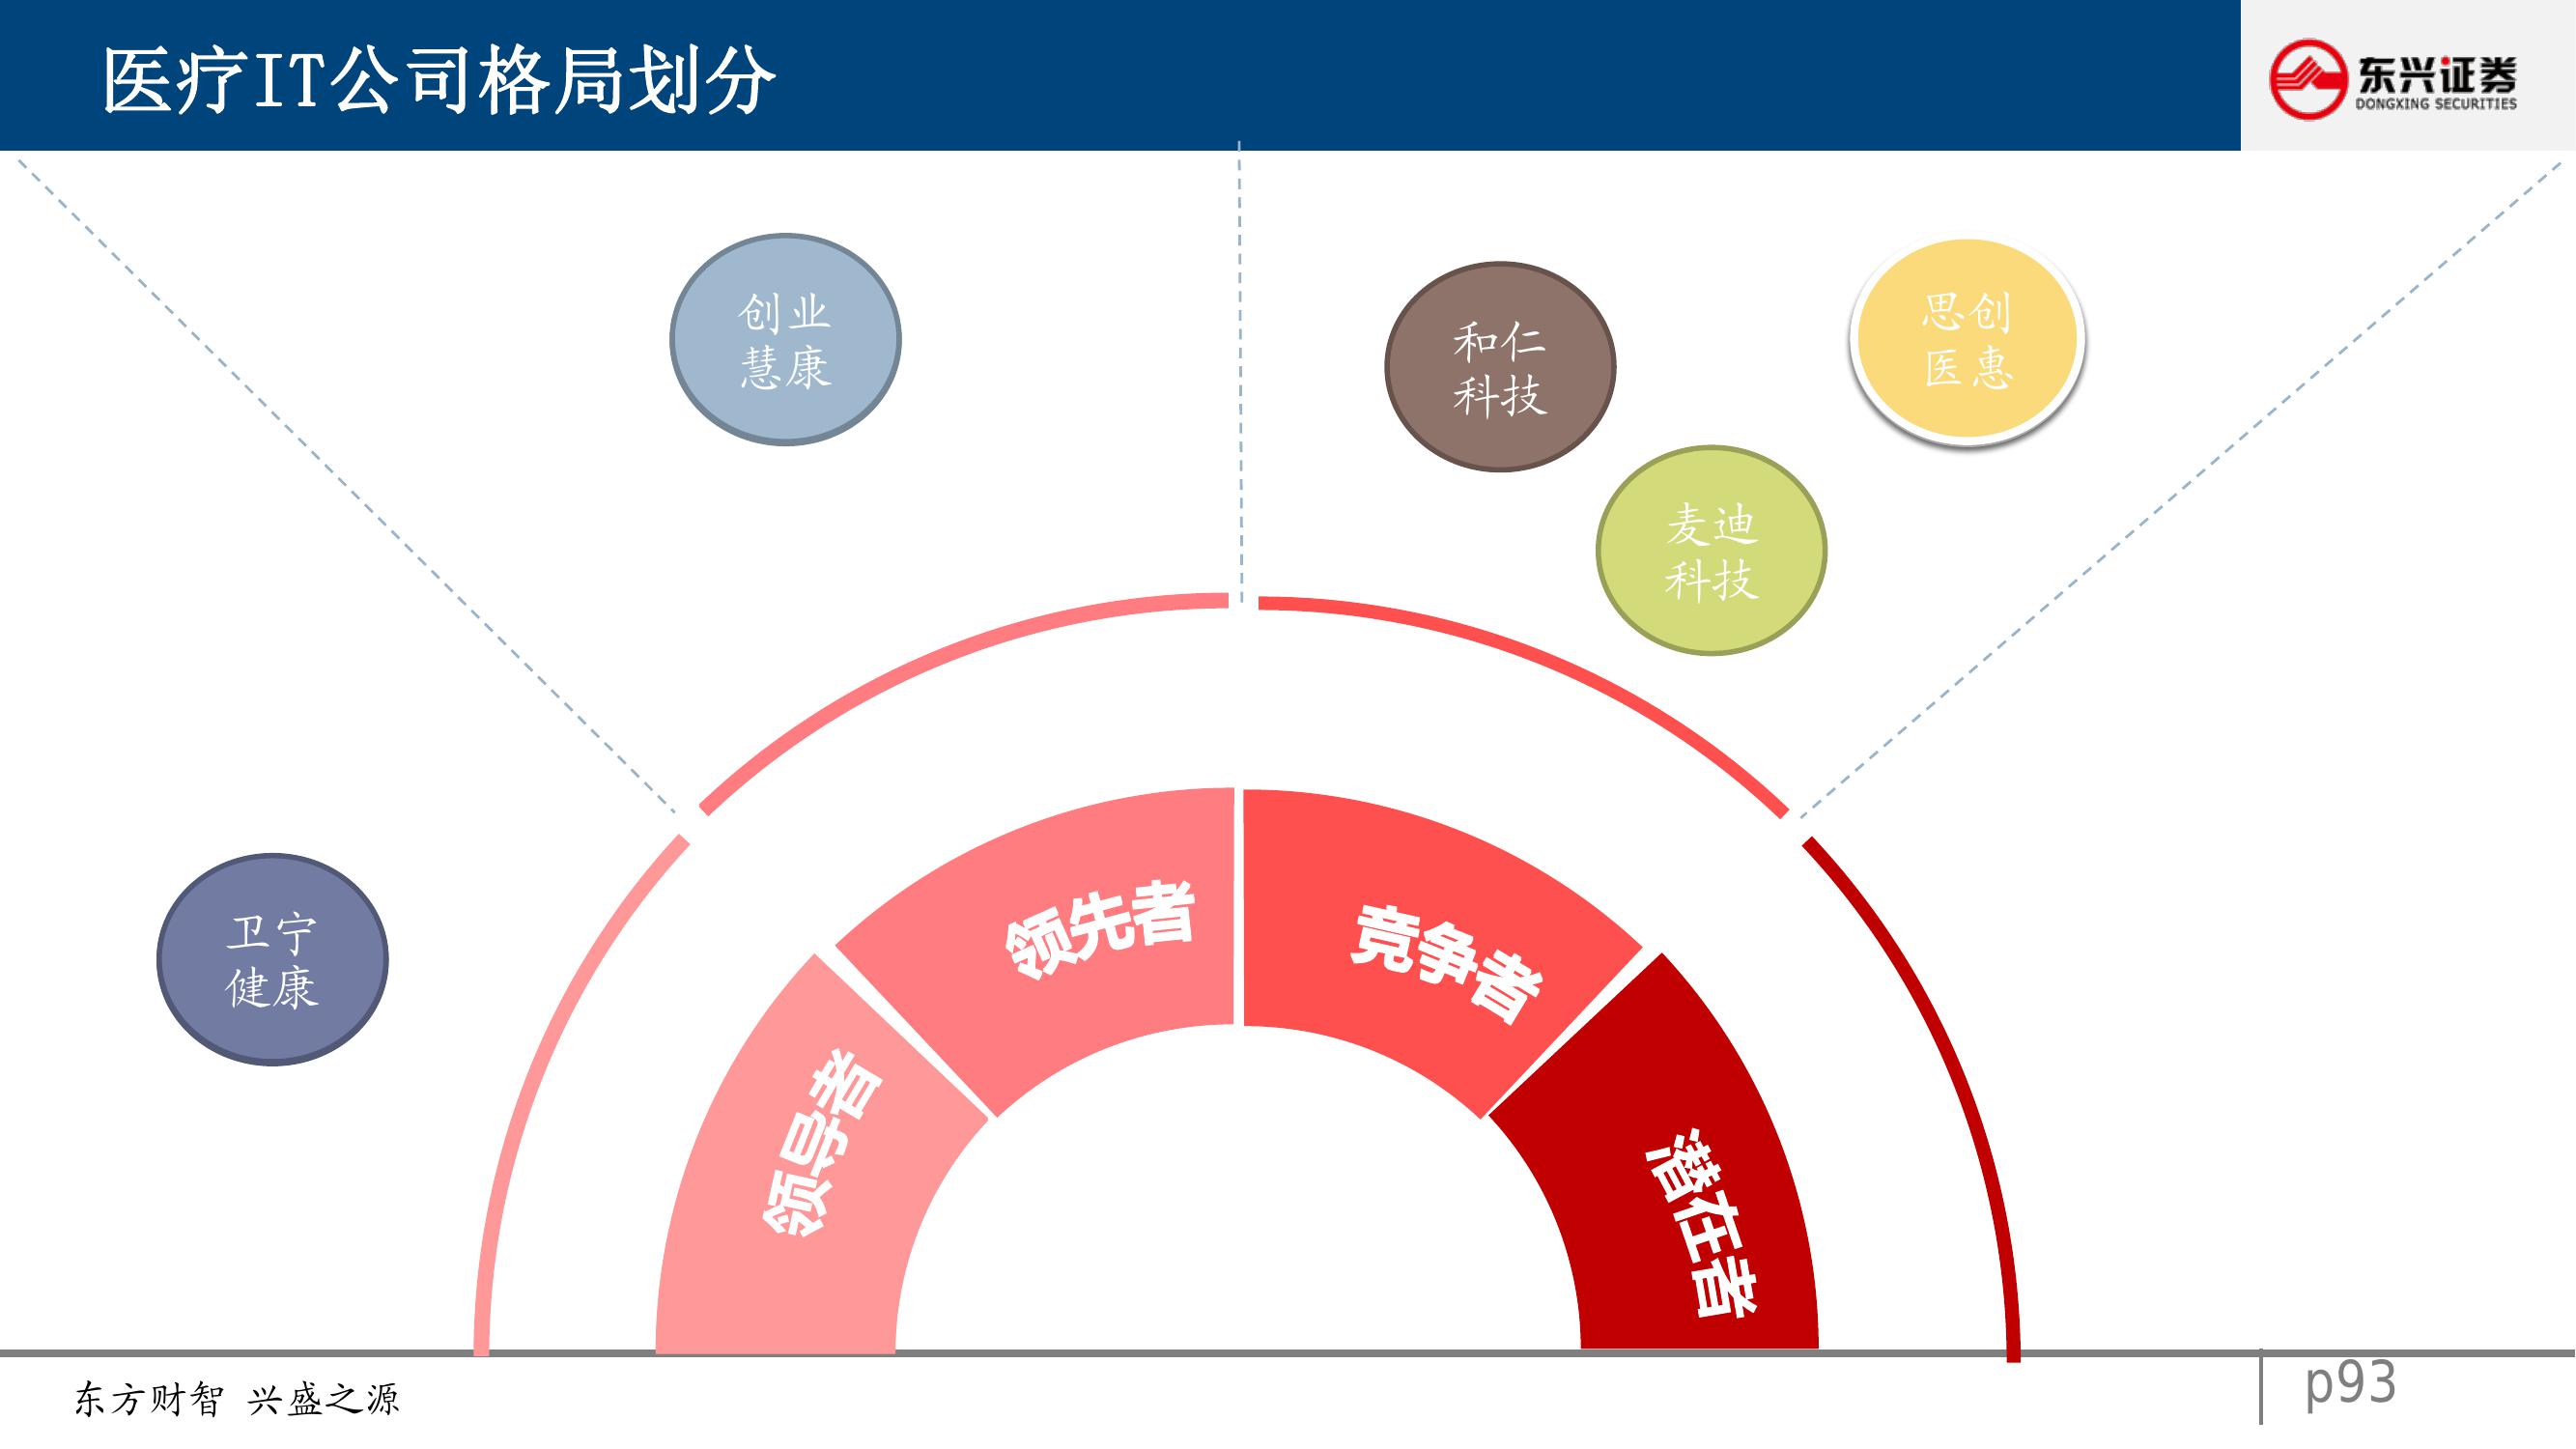 医疗IT公司格局划分
东兴证券
DONGXING SECURITIES
创业
慧康
和仁
科技
思创
医惠
麦迪
科技
卫宁
健康
领导者
领先者
竞争者
潜在者
东方财智 兴盛之源
p93